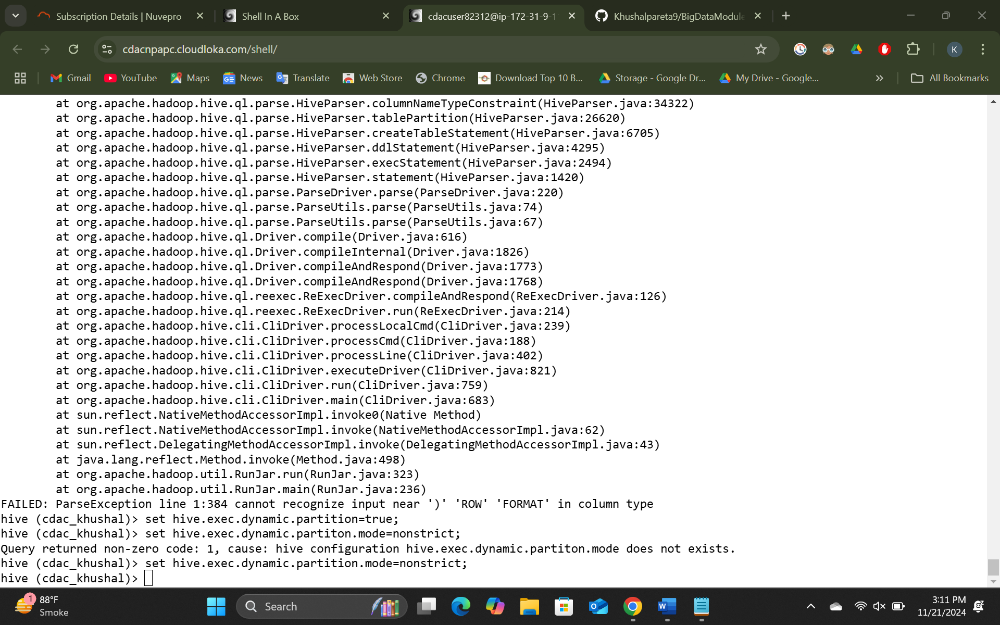 Subscription Details | Nuvepro
Shell In A Box
cdacuser82312@ip-172-31-9-1
Khushalpareta9/BigDataModule
cdacnpapc.cloudloka.com/shell/
K
Gmail
YouTube
Maps
News
Translate
Web Store
Chrome
Download Top 10 B...
Storage - Google Dr...
My Drive - Google...
All Bookmarks
at org.apache.hadoop.hive.ql.parse.HiveParser.columnNameTypeConstraint(HiveParser.java:34322)
at org.apache.hadoop.hive.ql.parse.HiveParser.tablePartition(HiveParser.java:26620)
at org.apache.hadoop.hive.ql.parse.HiveParser.createTableStatement(HiveParser.java:6705)
at org.apache.hadoop.hive.ql.parse.HiveParser.ddlStatement(HiveParser.java:4295)
at org.apache.hadoop.hive.ql.parse.HiveParser.execStatement(HiveParser.java:2494)
at org.apache.hadoop.hive.ql.parse.HiveParser.statement(HiveParser.java:1420)
at org.apache.hadoop.hive.ql.parse.ParseDriver.parse(ParseDriver.java:220)
at org.apache.hadoop.hive.ql.parse.ParseUtils.parse(ParseUtils.java:74)
at org.apache.hadoop.hive.ql.parse.ParseUtils.parse(ParseUtils.java:67)
at org.apache.hadoop.hive.ql.Driver.compile(Driver.java:616)
at org.apache.hadoop.hive.ql.Driver.compileInternal(Driver.java:1826)
at org.apache.hadoop.hive.ql.Driver.compileAndRespond(Driver.java:1773)
at org.apache.hadoop.hive.ql.Driver.compileAndRespond(Driver.java:1768)
at org.apache.hadoop.hive.ql.reexec.ReExecDriver.compileAndRespond(ReExecDriver.java:126)
at org.apache.hadoop.hive.ql.reexec.ReExecDriver.run(ReExecDriver.java:214)
at org.apache.hadoop.hive.cli.CliDriver.processLocalCmd(CliDriver.java:239)
at org.apache.hadoop.hive.cli.CliDriver.processCmd(CliDriver.java:188)
at org.apache.hadoop.hive.cli.CliDriver.processLine(CliDriver.java:402)
at org.apache.hadoop.hive.cli.CliDriver.executeDriver(CliDriver.java:821)
at org.apache.hadoop.hive.cli.CliDriver.run(CliDriver.java:759)
at org.apache.hadoop.hive.cli.CliDriver.main(CliDriver.java:683)
at sun.reflect.NativeMethodAccessorImpl.invoke0(Native Method)
at sun.reflect.NativeMethodAccessorImpl.invoke(NativeMethodAccessorImpl.java:62)
at sun.reflect.DelegatingMethodAccessorImpl.invoke(DelegatingMethodAccessorImpl.java:43)
at java.lang.reflect.Method.invoke(Method.java:498)
at org.apache.hadoop.util.RunJar.run(RunJar.java:323)
at org.apache.hadoop.util.RunJar.main(RunJar.java:236)
FAILED: ParseException line 1:384 cannot recognize input near ')' 'ROW' 'FORMAT' in column type
hive (cdac_khushal)> set hive.exec.dynamic.partition=true;
hive (cdac_khushal)> set hive.exec.dynamic.partiton.mode=nonstrict;
Query returned non-zero code: 1, cause: hive configuration hive.exec.dynamic.partiton.mode does not exists.
hive (cdac_khushal)> set hive.exec.dynamic.partition.mode=nonstrict;
hive (cdac_khushal)>
1
88°F
Smoke
Search
3:11 PM
11/21/2024